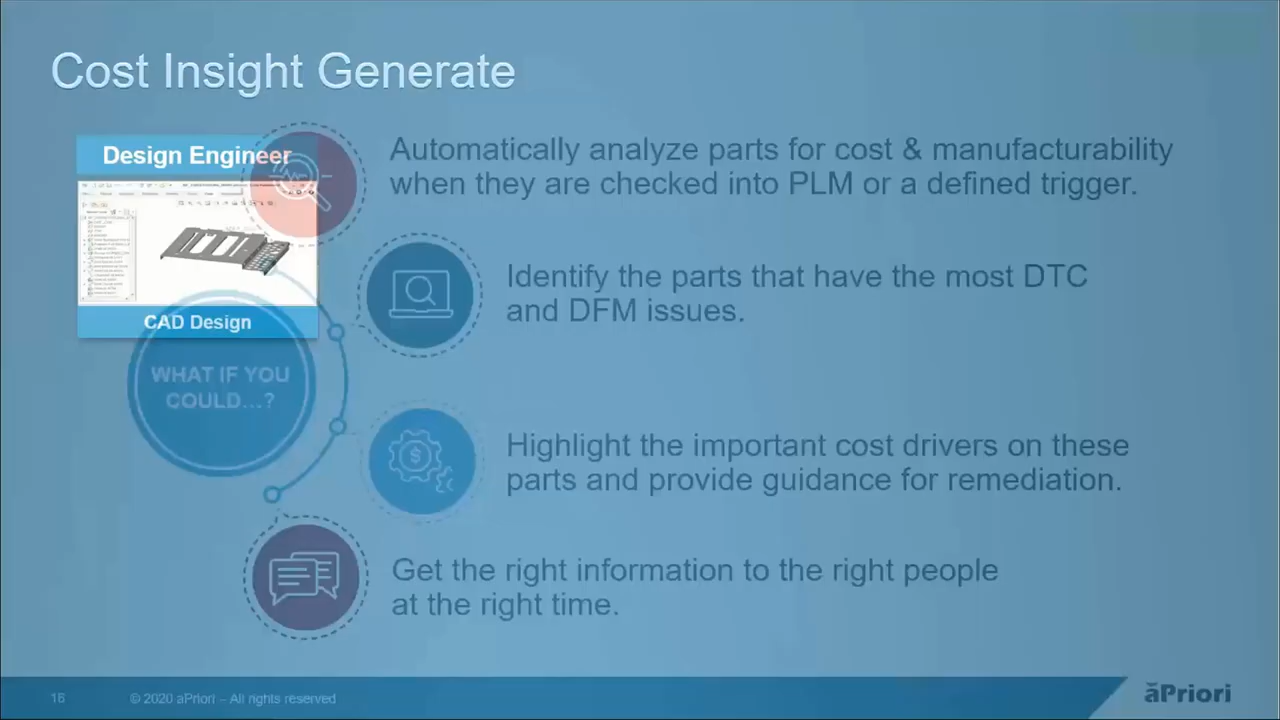 Cost Insight Generate
Design Engineer
CAD Design
WHAT IF YOU
COULD...?
Automatically analyze parts for cost & manufacturability
when they are checked into PLM or a defined trigger.
Identify the parts that have the most DTC
and DFM issues.
Highlight the important cost drivers on these
parts and provide guidance for remediation.
Get the right information to the right people
at the right time.
16
© 2020 aPriori – All rights reserved
aPriori